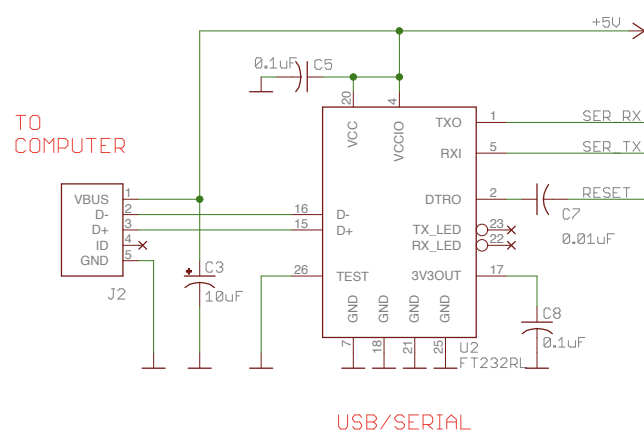 +5V
0.1uF C5
20
4
VCC
VCCIO
TO
COMPUTER
TXO 1 SER_RX
RXI 5 SER_TX
VBUS 1
D- 2
D+ 3
ID 4
GND 5
J2
16 D-
15 D+
26 TEST
DTRO 2 RESET
C7
0.01uF
TX_LED 23
RX_LED 22
3V3OUT 17
C3
10uF
GND GND GND GND
7 18 21 25
C8
0.1uF
U2
FT232RL
USB/SERIAL